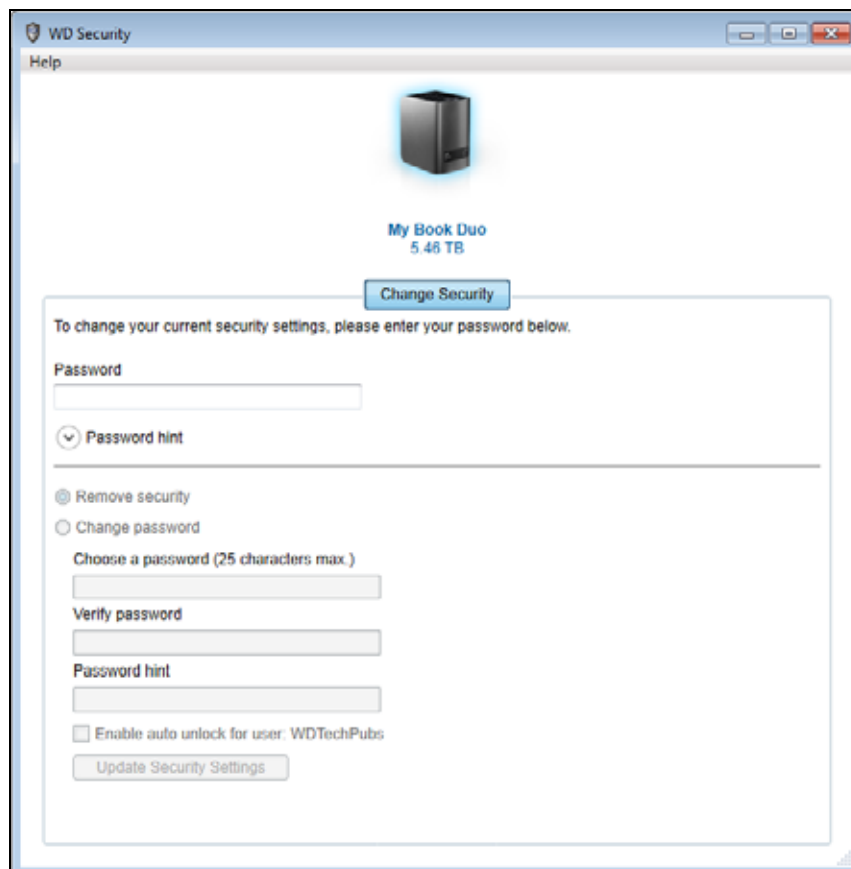 WD Security
Help
My Book Duo
5.46 TB
Change Security
To change your current security settings, please enter your password below.
Password
Password hint
Remove security
Change password
Choose a password (25 characters max.)
Verify password
Password hint
Enable auto unlock for user: WDTechPubs
Update Security Settings